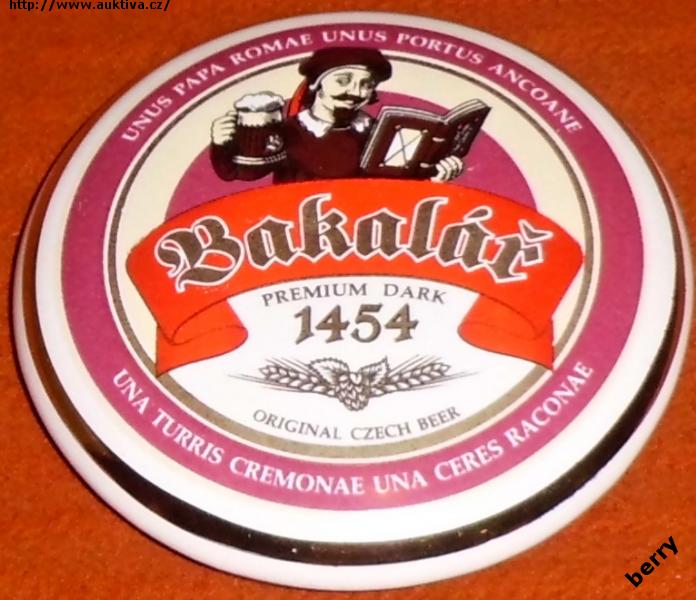 http://www.auktiva.cz/
UNUS PAPA ROMAE UNUS PORTUS ANCOANE
Bakalář
PREMIUM DARK
1454
ORIGINAL CZECH BEER
UNA TURRIS CREMONAE UNA CERES RACONAE
berry